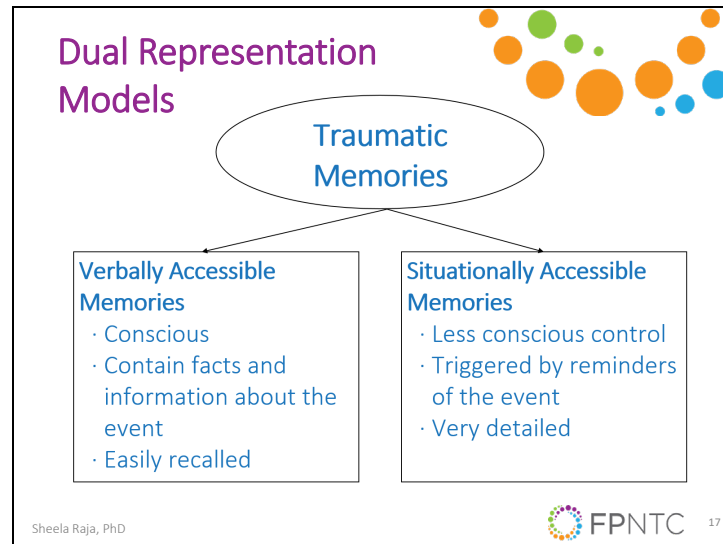 Dual Representation
Models
Traumatic
Memories
Verbally Accessible
Memories
· Conscious
· Contain facts and
information about the
event
· Easily recalled
Situationally Accessible
Memories
· Less conscious control
· Triggered by reminders
of the event
· Very detailed
Sheela Raja, PhD
FPNTC
17